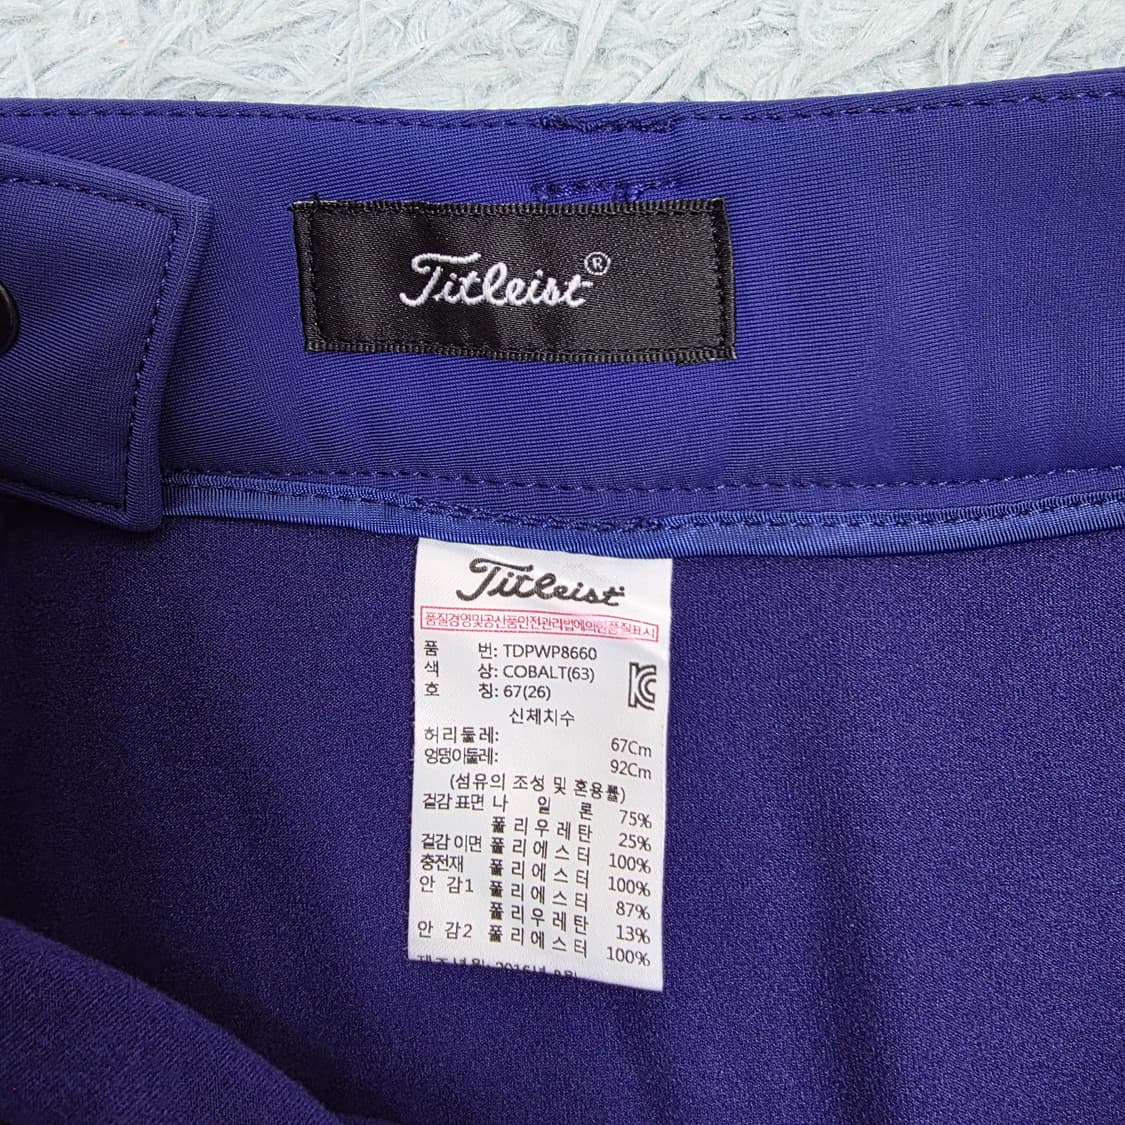 Titleist®
Titleist
품질경영및공산품안전관리법에의한품질표시
품 번: TDPWP8660
색 상: COBALT(63)
호 칭: 67(26)
신체치수
허리둘레: 67Cm
엉덩이둘레: 92Cm
(섬유의 조성 및 혼용률)
겉감 표면 나 일 론 75%
폴 리 우 레 탄 25%
겉감 이면 폴 리 에 스 터 100%
충전재 폴 리 에 스 터 100%
안 감1 폴 리 에 스 터 87%
폴 리 우 레 탄 13%
안 감2 폴 리 에 스 터 100%